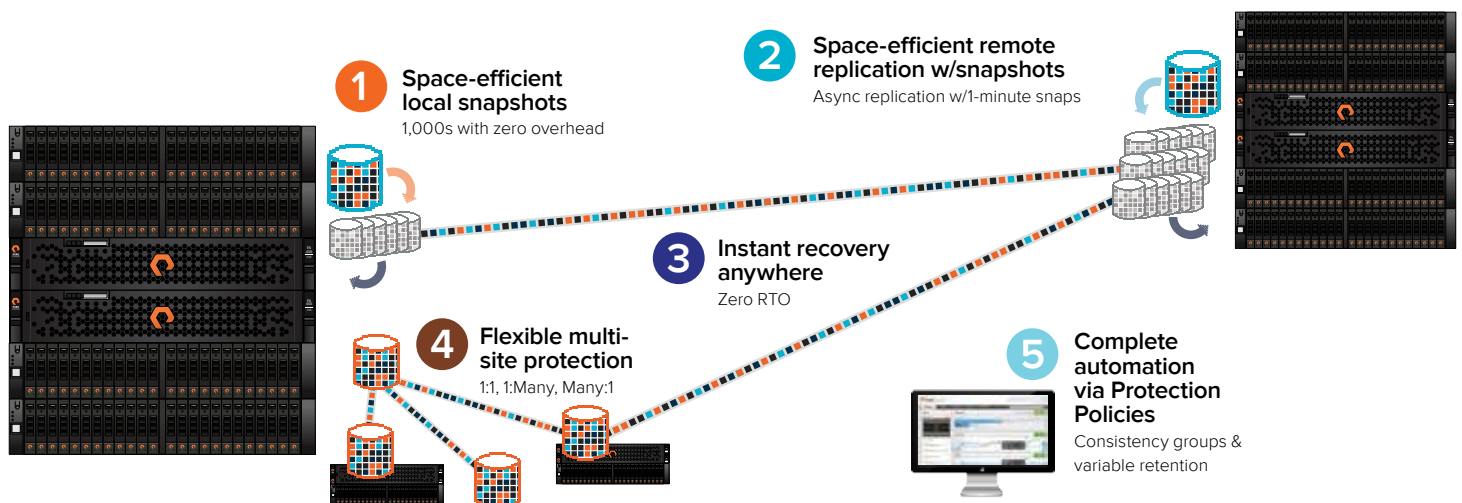 1
Space-efficient
local snapshots
1,000s with zero overhead
2
Space-efficient remote
replication w/snapshots
Async replication w/1-minute snaps
3
Instant recovery
anywhere
Zero RTO
4
Flexible multi-
site protection
1:1, 1:Many, Many:1
5
Complete
automation
via Protection
Policies
Consistency groups &
variable retention